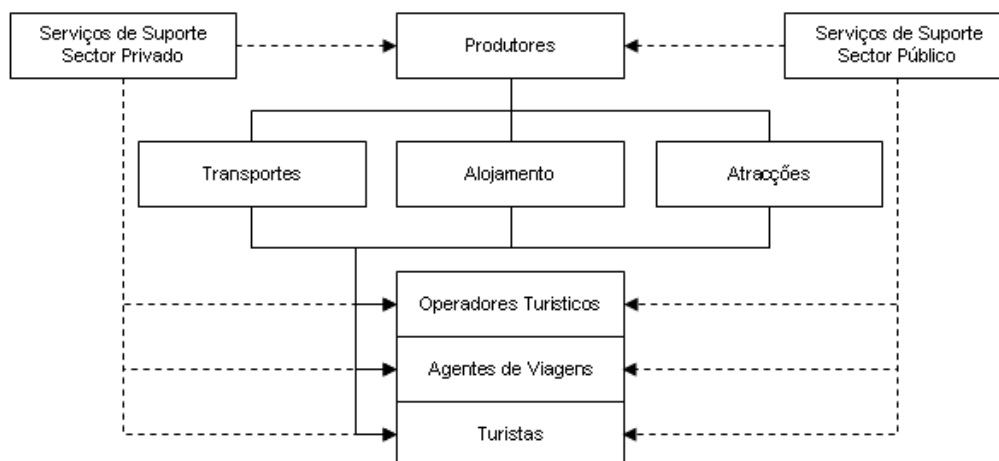 Serviços de Suporte
Sector Privado
Produtores
Serviços de Suporte
Sector Público
Transportes
Alojamento
Atracções
Operadores Turisticos
Agentes de Viagens
Turistas